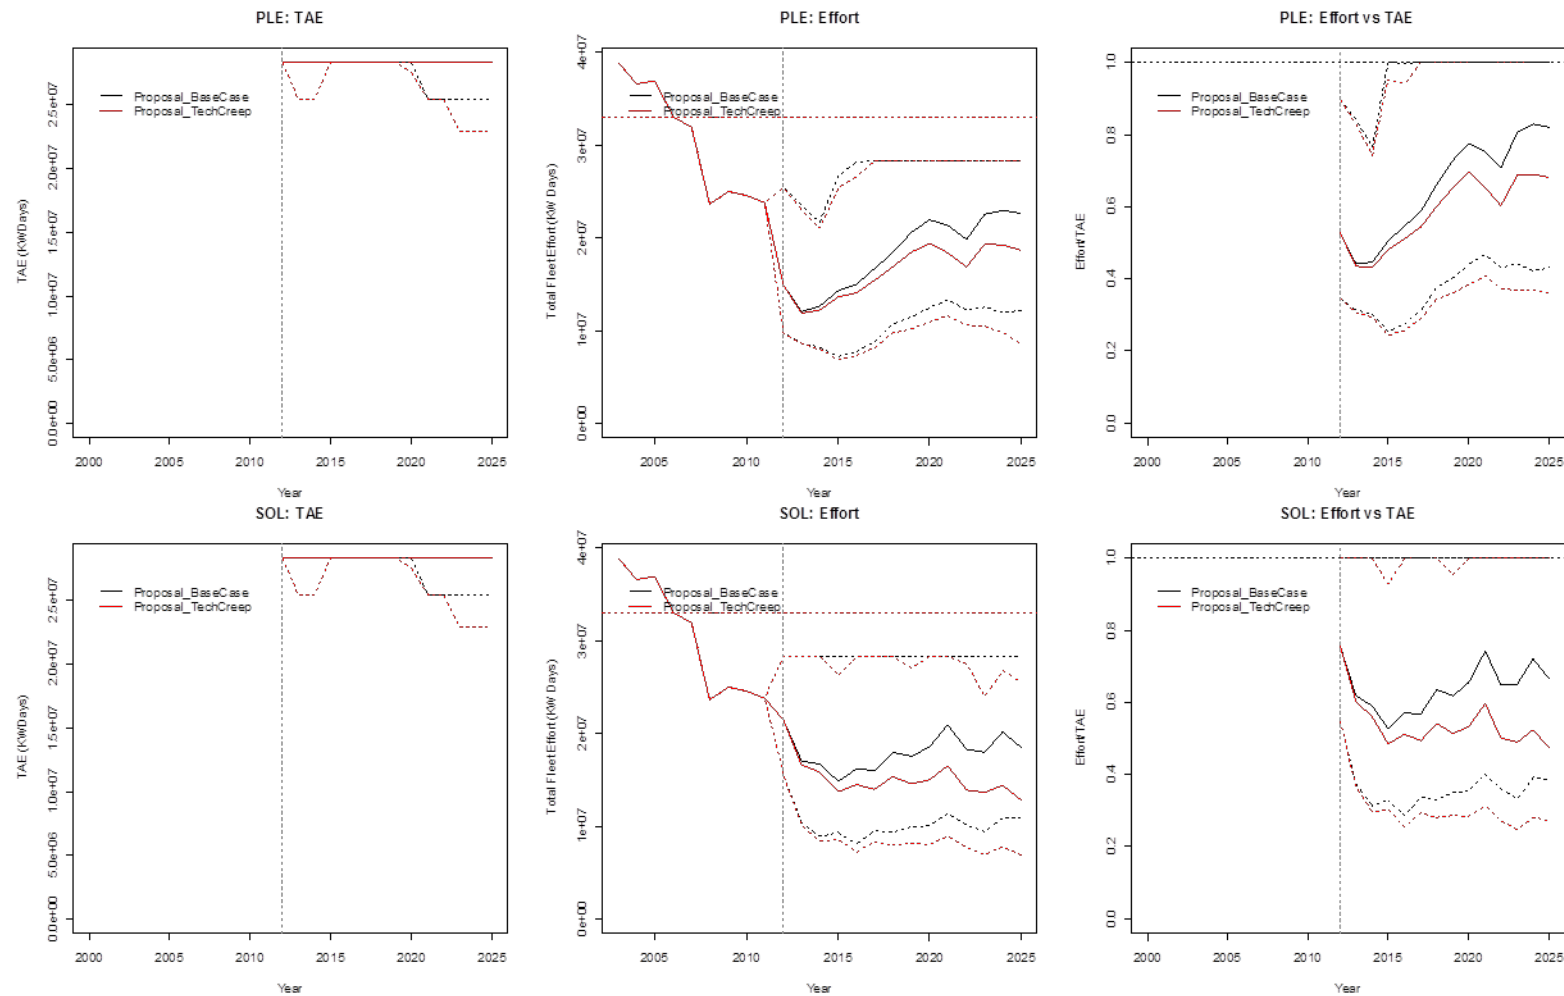 PLE: TAE
TAE (KWDays)
0.0e+00 5.0e+06 1.0e+07 1.5e+07 2.0e+07 2.5e+07
Proposal_BaseCase
Proposal_TechCreep
2000 2005 2010 2015 2020 2025
Year
PLE: Effort
Total Fleet Effort (KW Days)
0e+00 1e+07 2e+07 3e+07 4e+07
Proposal_BaseCase
Proposal_TechCreep
2005 2010 2015 2020 2025
Year
PLE: Effort vs TAE
Effort/TAE
0.0 0.2 0.4 0.6 0.8 1.0
Proposal_BaseCase
Proposal_TechCreep
2000 2005 2010 2015 2020 2025
Year
SOL: TAE
TAE (KWDays)
0.0e+00 5.0e+06 1.0e+07 1.5e+07 2.0e+07 2.5e+07
Proposal_BaseCase
Proposal_TechCreep
2000 2005 2010 2015 2020 2025
Year
SOL: Effort
Total Fleet Effort (KW Days)
0e+00 1e+07 2e+07 3e+07 4e+07
Proposal_BaseCase
Proposal_TechCreep
2005 2010 2015 2020 2025
Year
SOL: Effort vs TAE
Effort/TAE
0.0 0.2 0.4 0.6 0.8 1.0
Proposal_BaseCase
Proposal_TechCreep
2000 2005 2010 2015 2020 2025
Year